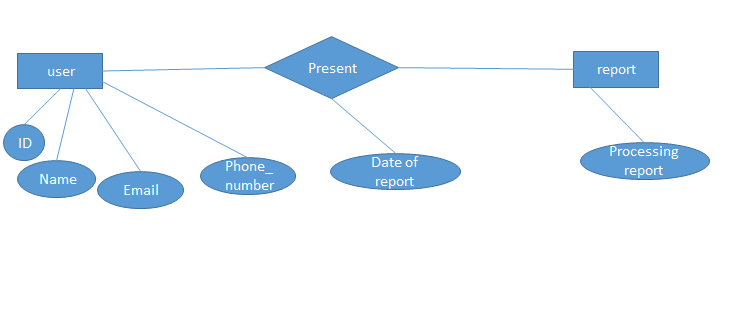 user
Present
report
ID
Name
Email
Phone_
number
Date of
report
Processing
report